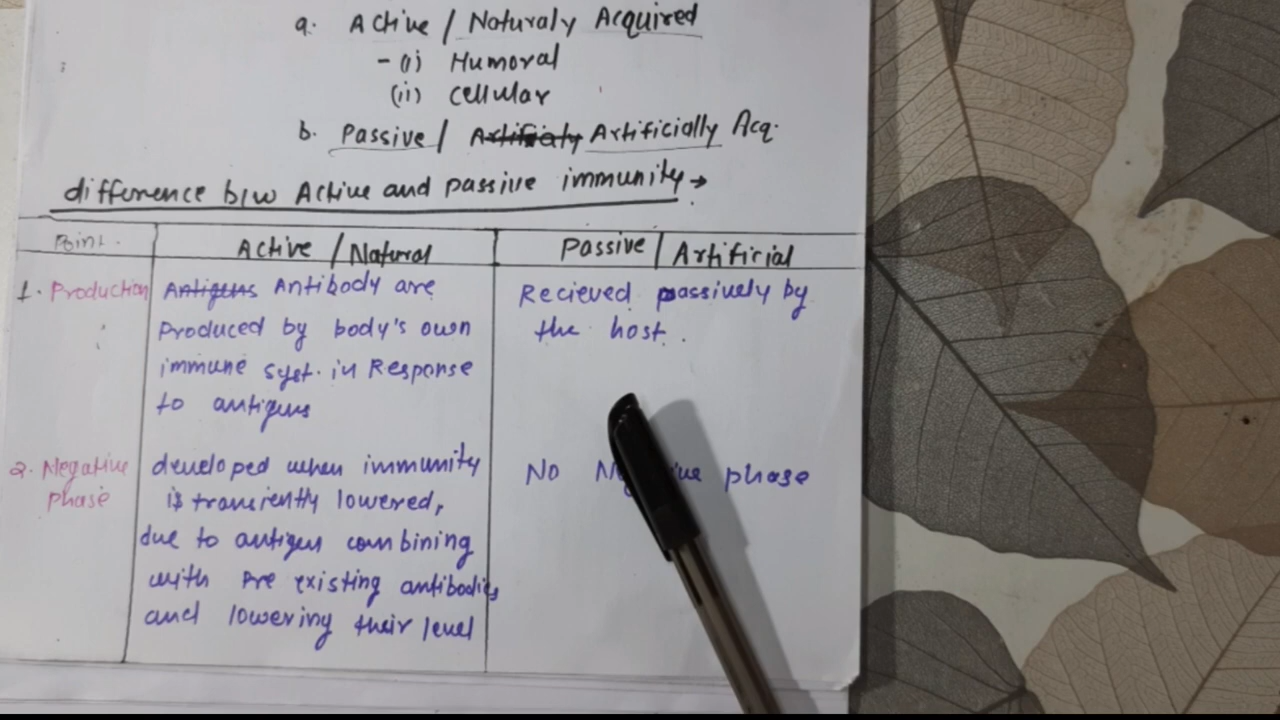 a. Active / Naturaly Acquired
- (i) Humoral
(ii) cellular
b. Passive / Artificially Acq.
difference b/w Active and passive immunity →
Point. Active / Natural Passive / Artificial
1. Production Antigens Antibody are Recieved passively by
Produced by body's own the host.
immune syst. in Response
to antigens
2. Negative developed when immunity No phase
phase is transiently lowered,
due to antigen combining
with Pre existing antibodies
and lowering their level